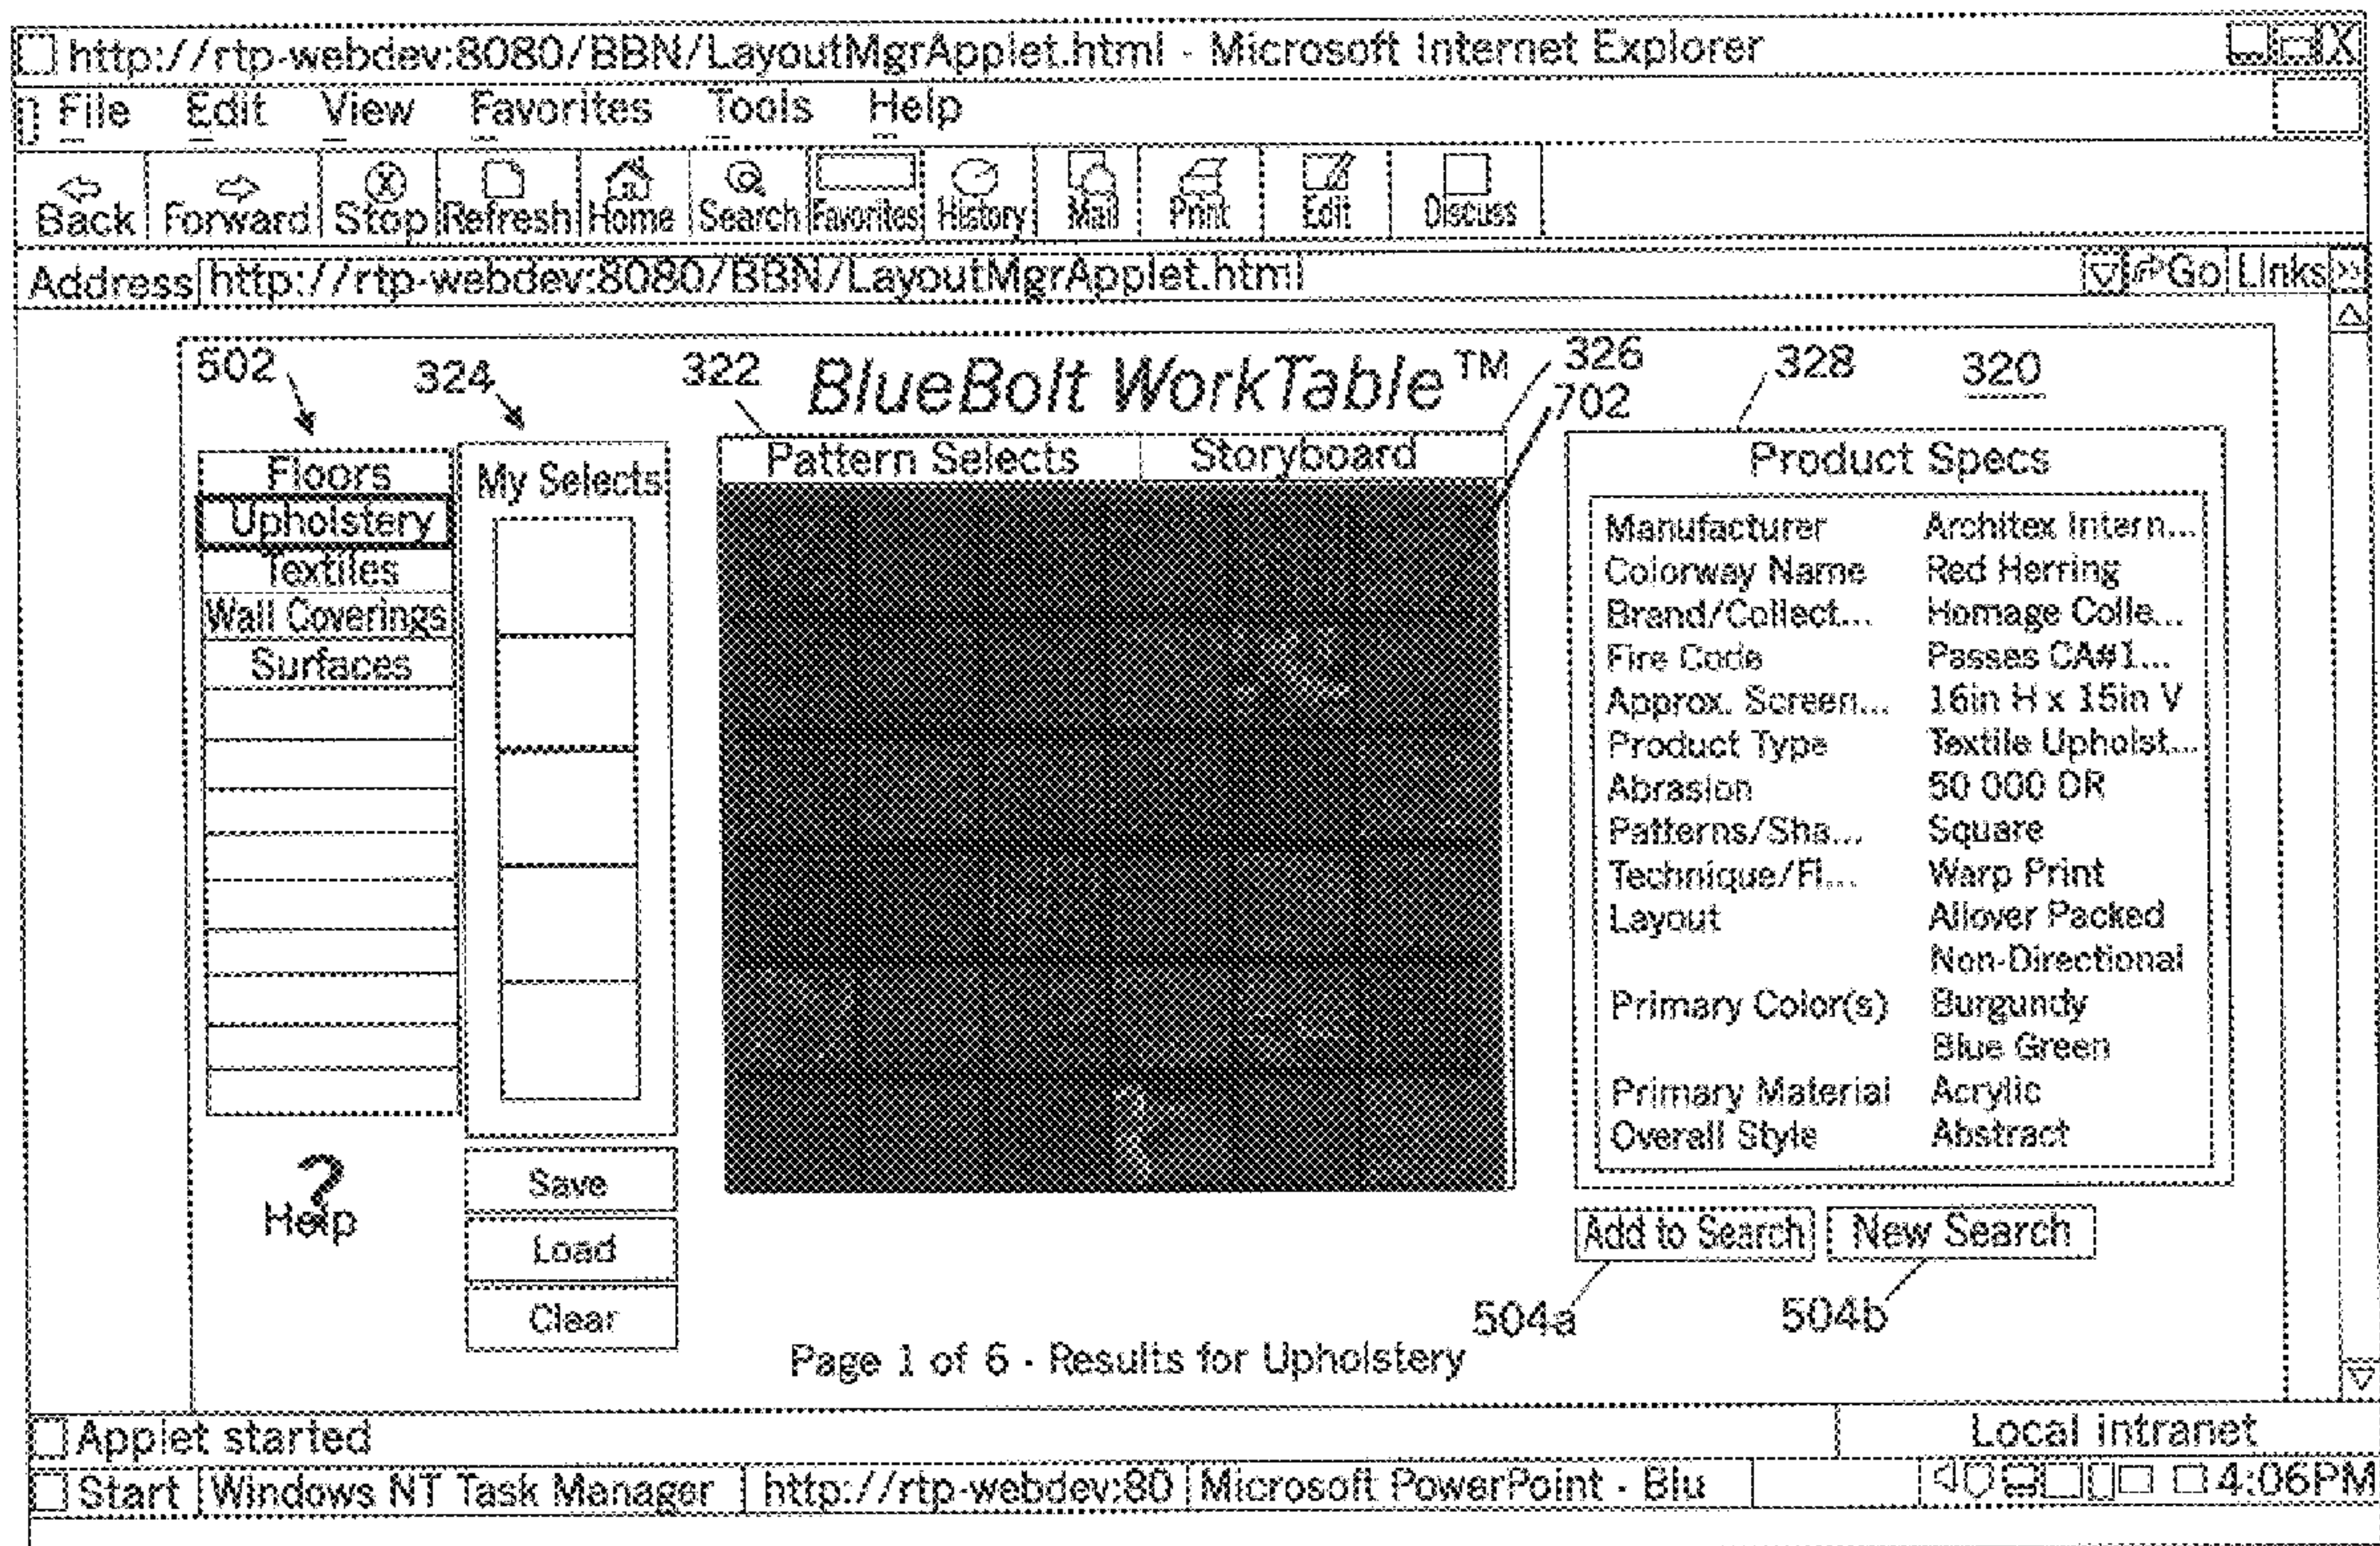 http://rtp-webdev:8080/BBN/LayoutMgrApplet.html - Microsoft Internet Explorer
File Edit View Favorites Tools Help
Back Forward Stop Refresh Home Search Favorites History Mail Print Edit Discuss
Address http://rtp-webdev:8080/BBN/LayoutMgrApplet.html Go Links >>
502 324 322 BlueBolt WorkTable™ 326 702 328 320
Floors
Upholstery
Textiles
Wall Coverings
Surfaces
? Help
My Selects
Save
Load
Clear
Pattern Selects Storyboard
Page 1 of 6 - Results for Upholstery
Product Specs
Manufacturer Architex Intern...
Colorway Name Red Herring
Brand/Collect... Homage Colle...
Fire Code Passes CA#1...
Approx. Screen... 16in H x 15in V
Product Type Textile Upholst...
Abrasion 50 000 DR
Patterns/Sha... Square
Technique/Fi... Warp Print
Layout Allover Packed
Non-Directional
Primary Color(s) Burgundy
Blue Green
Primary Material Acrylic
Overall Style Abstract
Add to Search New Search
504a 504b
Applet started Local intranet
Start Windows NT Task Manager http://rtp-webdev:80 Microsoft PowerPoint - Blu 4:06PM